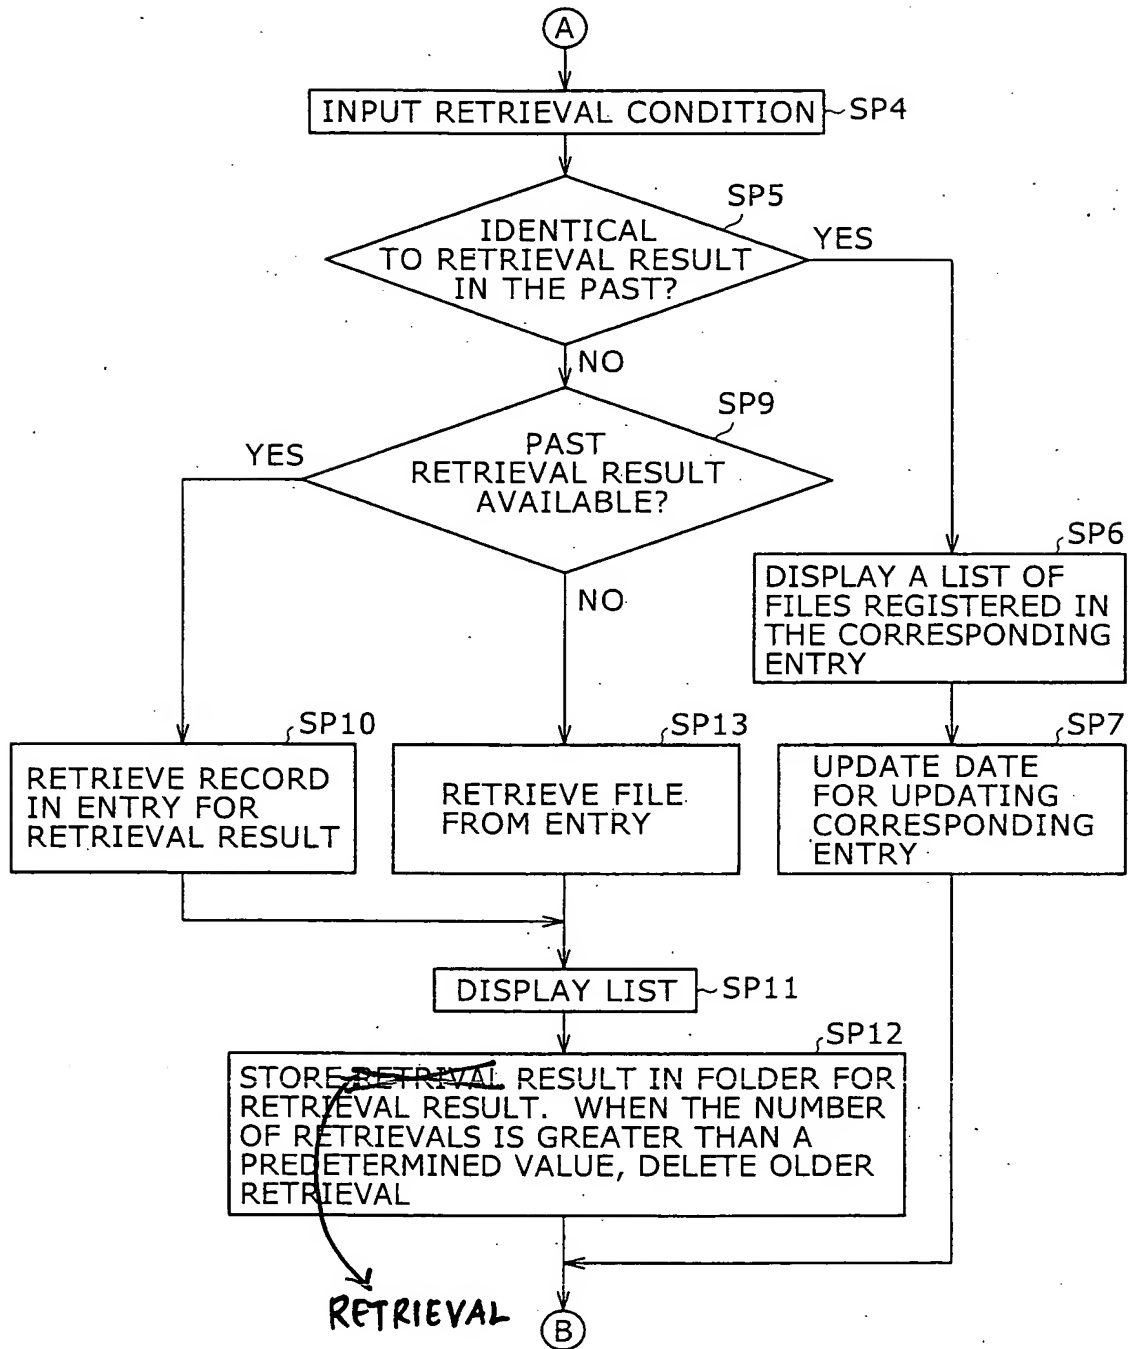 A
INPUT RETRIEVAL CONDITION
SP4
SP5
IDENTICAL
TO RETRIEVAL RESULT
IN THE PAST?
YES
NO
SP9
PAST
RETRIEVAL RESULT
AVAILABLE?
YES
NO
SP6
DISPLAY A LIST OF
FILES REGISTERED IN
THE CORRESPONDING
ENTRY
SP10
RETRIEVE RECORD
IN ENTRY FOR
RETRIEVAL RESULT
SP13
RETRIEVE FILE
FROM ENTRY
SP7
UPDATE DATE
FOR UPDATING
CORRESPONDING
ENTRY
DISPLAY LIST
SP11
SP12
STORE RETRIVAL RESULT IN FOLDER FOR
RETRIEVAL RESULT. WHEN THE NUMBER
OF RETRIEVALS IS GREATER THAN A
PREDETERMINED VALUE, DELETE OLDER
RETRIEVAL
RETRIEVAL
B